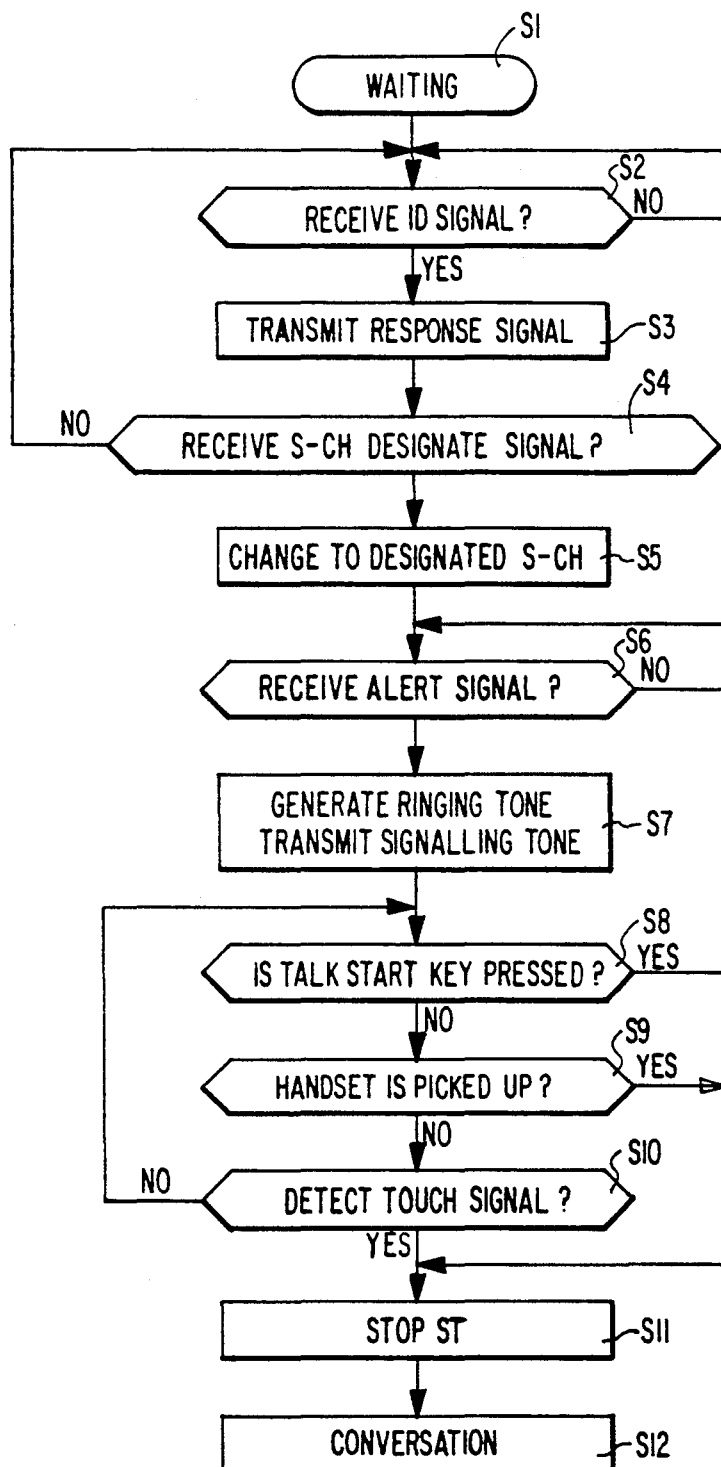 S1
WAITING
S2
RECEIVE ID SIGNAL ?
NO
YES
TRANSMIT RESPONSE SIGNAL
S3
S4
NO
RECEIVE S-CH DESIGNATE SIGNAL ?
CHANGE TO DESIGNATED S-CH
S5
S6
RECEIVE ALERT SIGNAL ?
NO
GENERATE RINGING TONE
TRANSMIT SIGNALLING TONE
S7
S8
IS TALK START KEY PRESSED ?
YES
NO
S9
HANDSET IS PICKED UP ?
YES
NO
S10
NO
DETECT TOUCH SIGNAL ?
YES
STOP ST
S11
CONVERSATION
S12